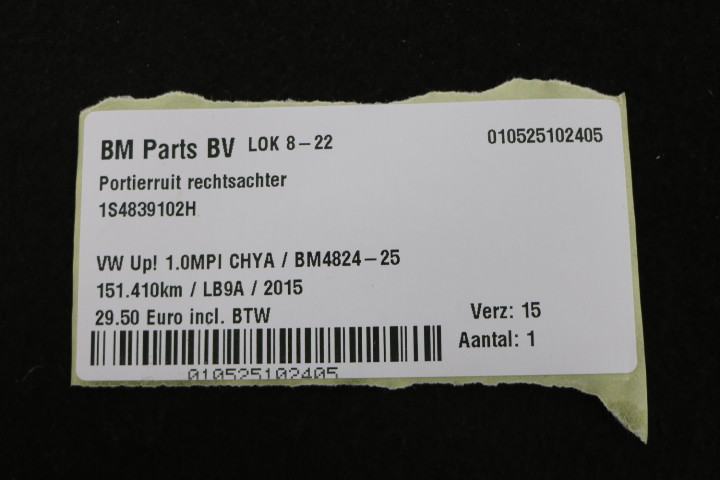 BM Parts BV LOK 8-22 010525102405
Portierruit rechtsachter
1S4839102H
VW Up! 1.0MPI CHYA / BM4824-25
151.410km / LB9A / 2015
29.50 Euro incl. BTW Verz: 15
Aantal: 1
010525102405